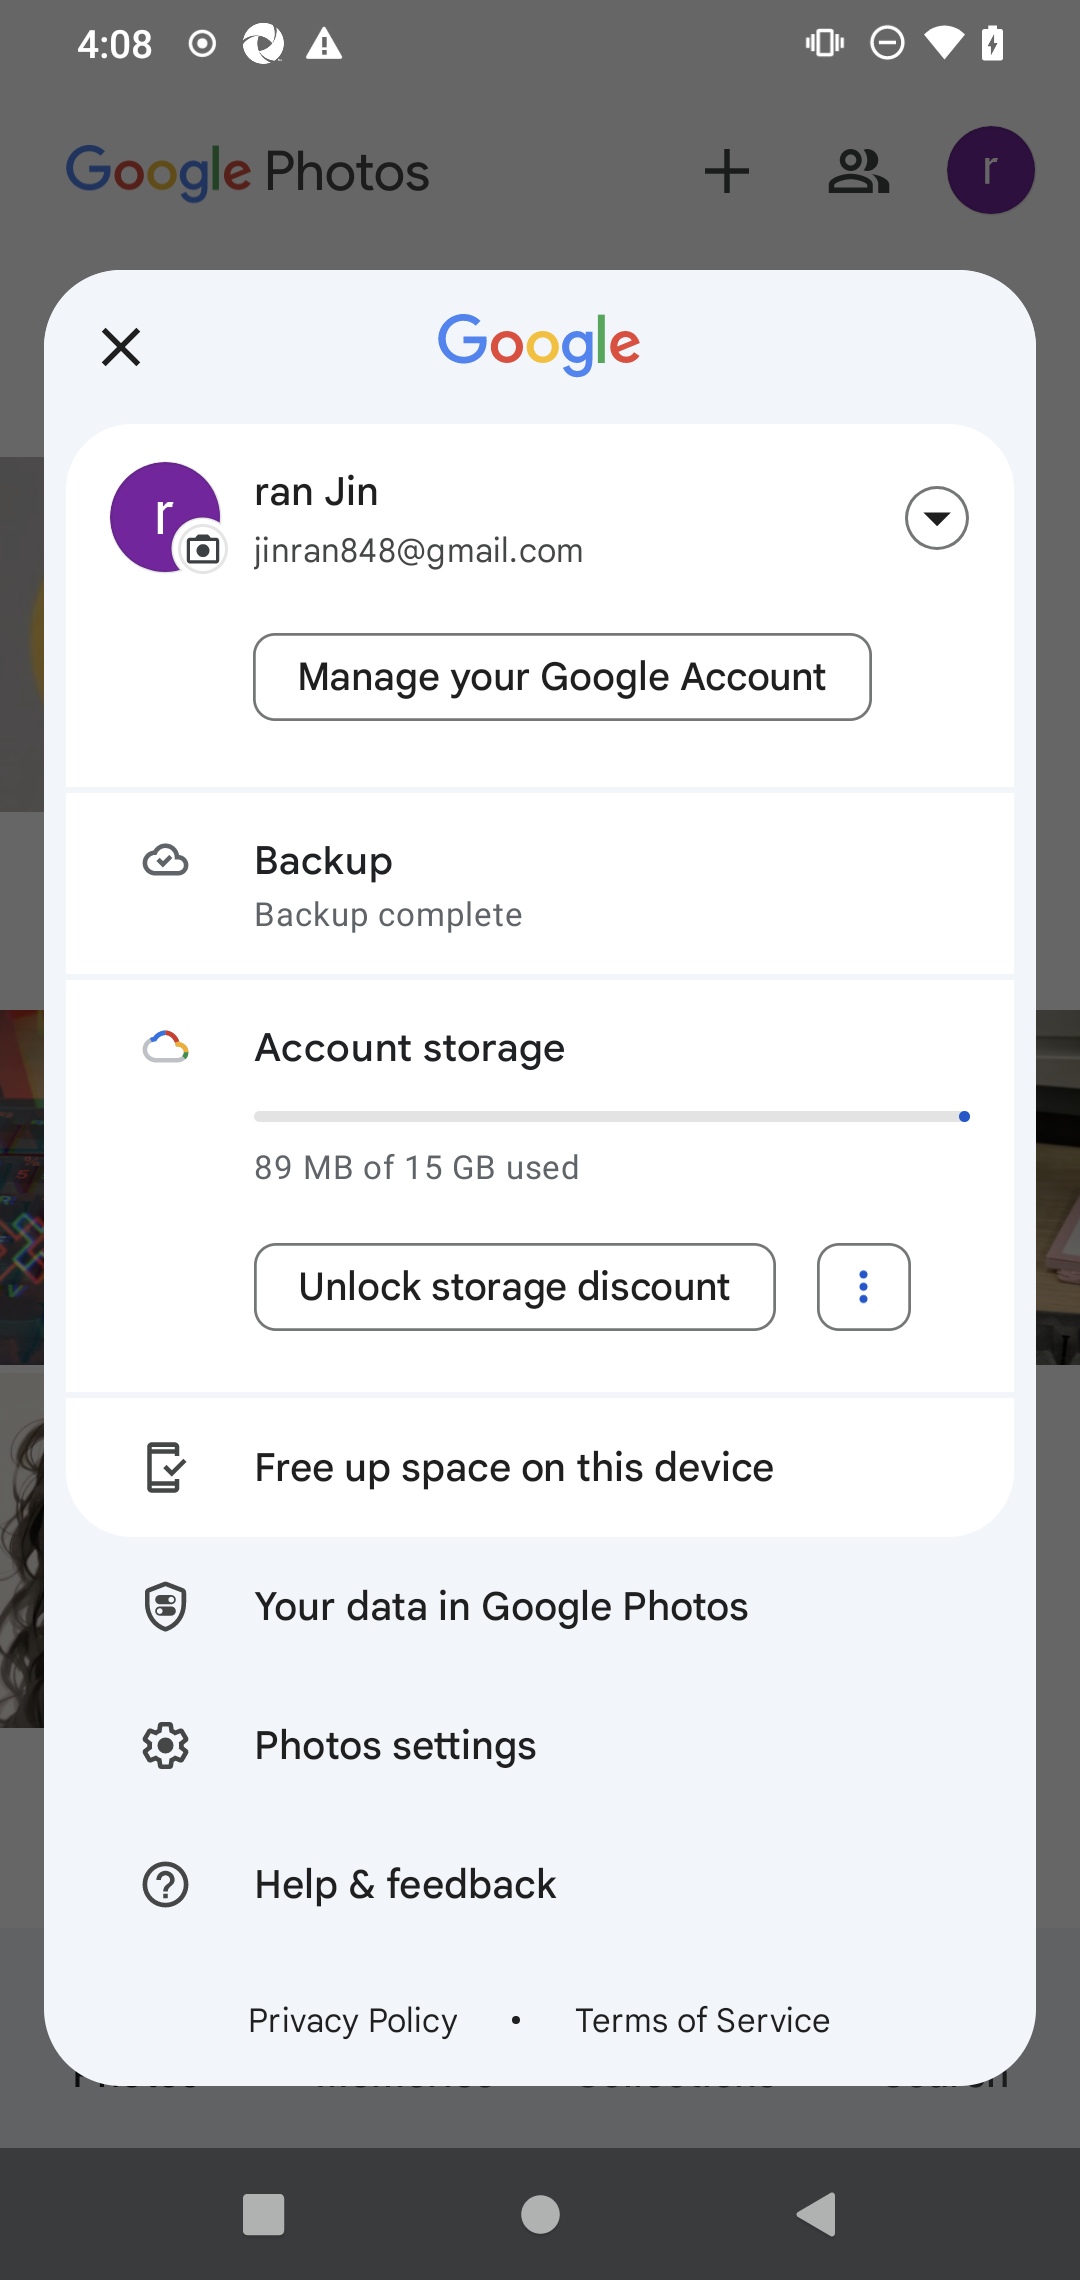 4:08
Google Photos
r
Google
r
ran Jin
jinran848@gmail.com
Manage your Google Account
Backup
Backup complete
Account storage
89 MB of 15 GB used
Unlock storage discount
Free up space on this device
Your data in Google Photos
Photos settings
Help & feedback
Privacy Policy • Terms of Service